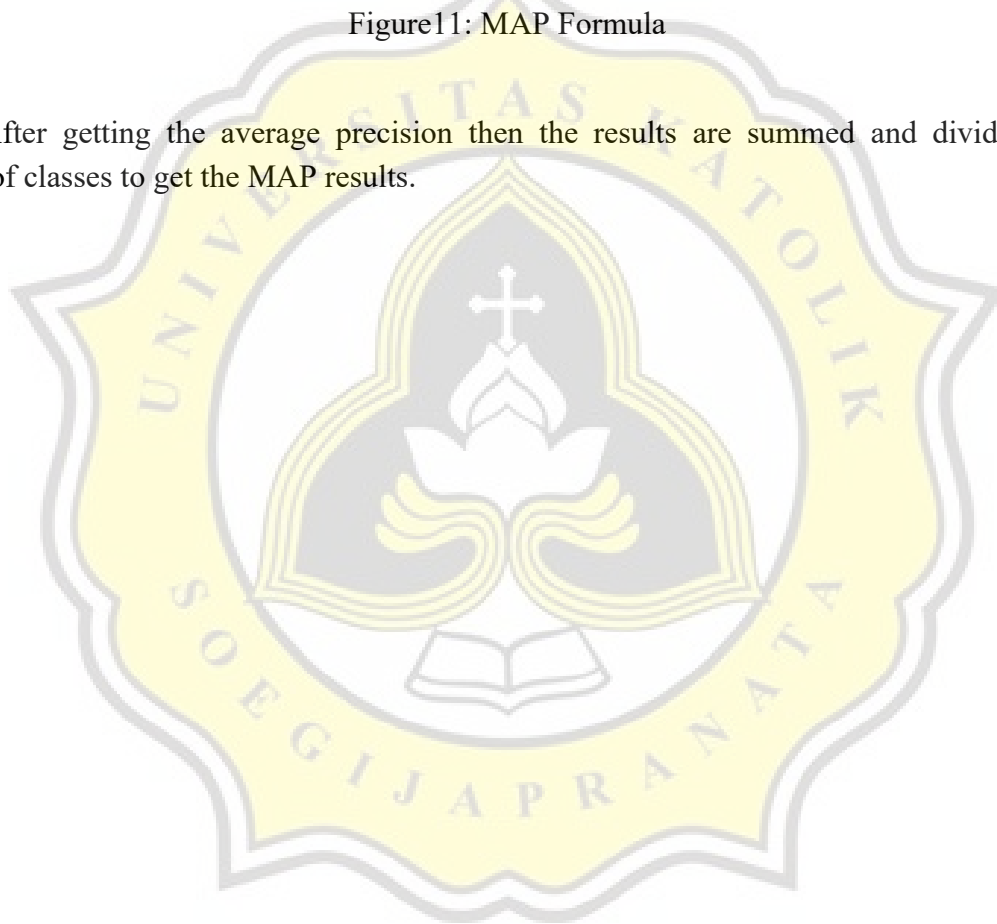 Figure11: MAP Formula
fter getting the average precision then the results are summed and divid
of classes to get the MAP results.
UNIVERSITAS KATOLIK
SOEGIJAPRANATA